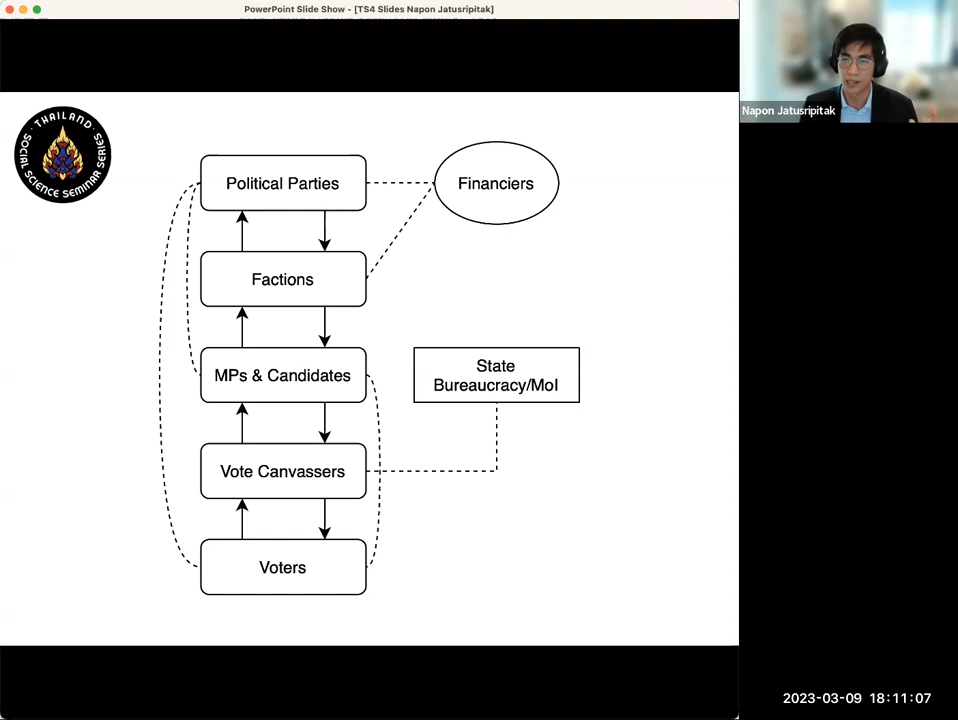 PowerPoint Slide Show - [TS4 Slides Napon Jatusripitak]
· THAILAND ·
SOCIAL SCIENCE SEMINAR SERIES
Political Parties
Financiers
Factions
MPs & Candidates
State
Bureaucracy/MoI
Vote Canvassers
Voters
Napon Jatusripitak
2023-03-09 18:11:07